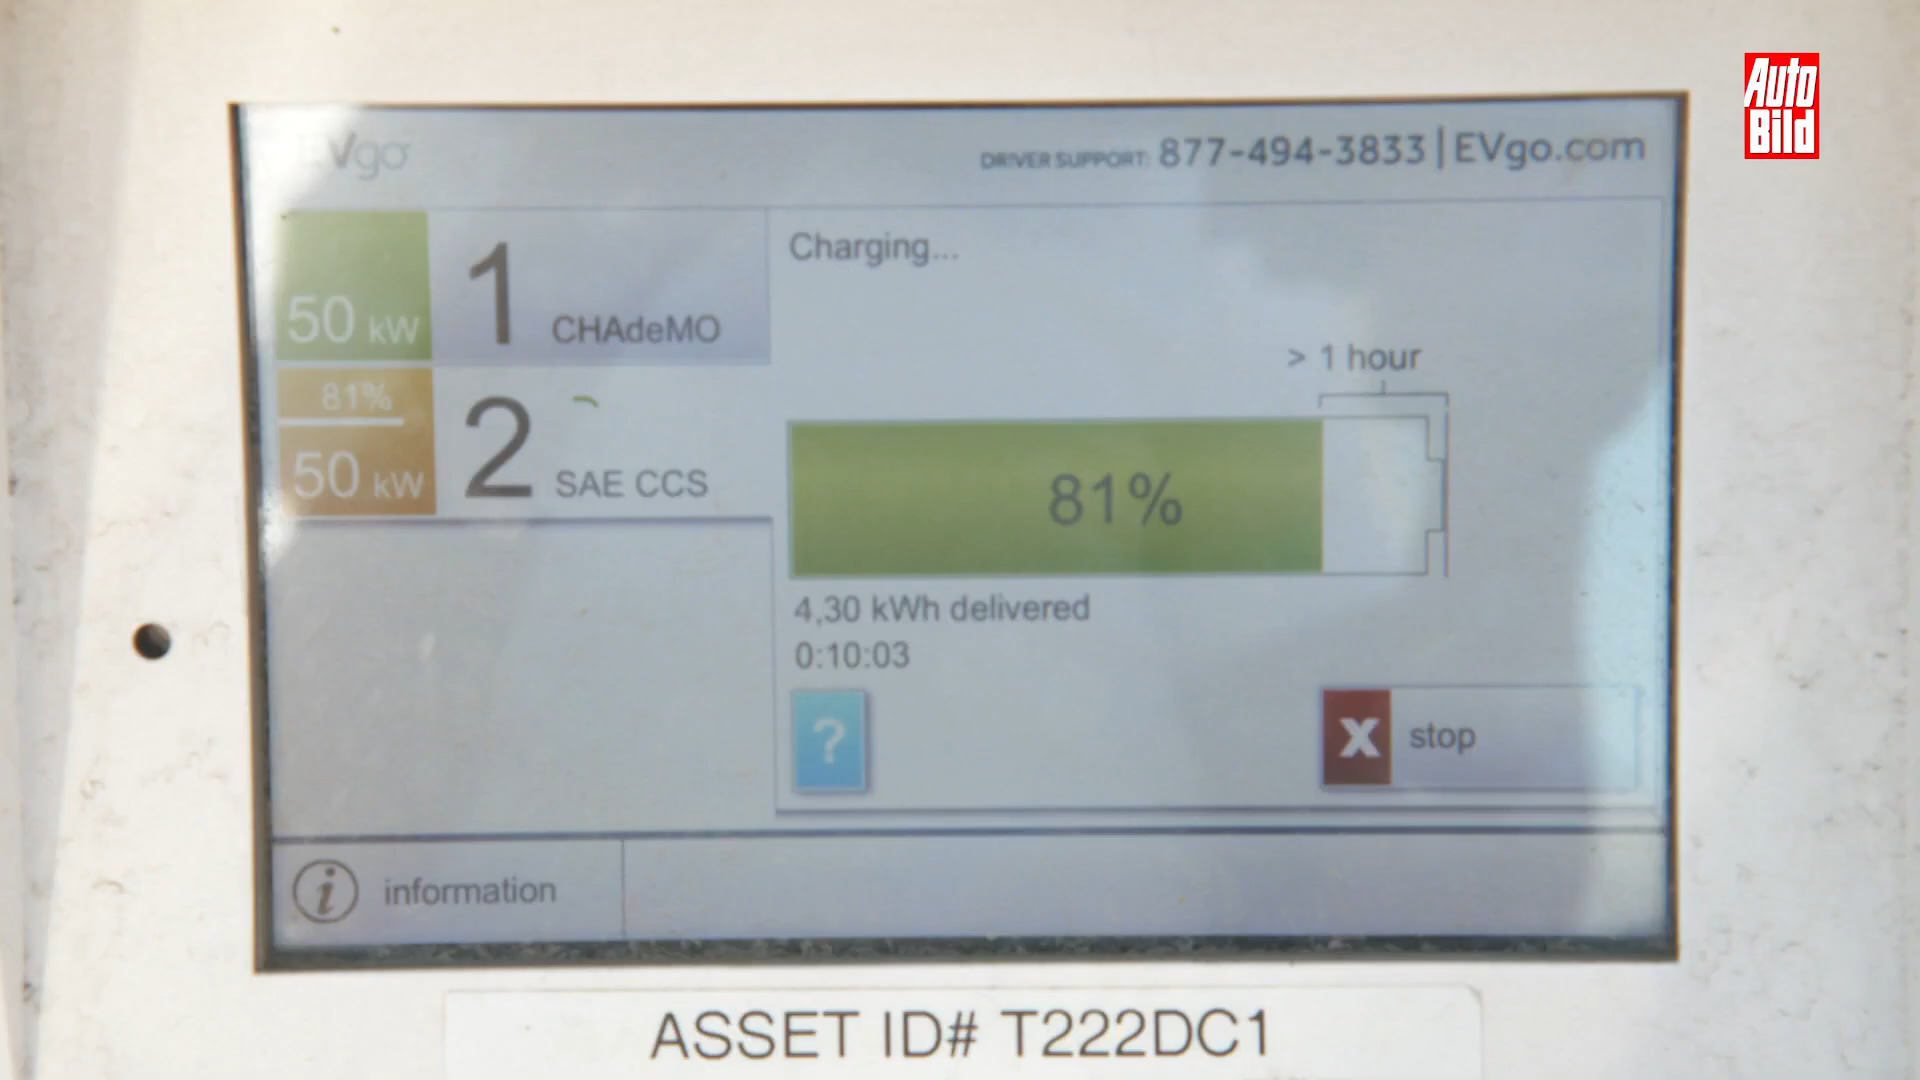 EVgo
DRIVER SUPPORT: 877-494-3833 | EVgo.com
Auto
Bild
50 kW
1 CHAdeMO
81%
50 kW
2 SAE CCS
Charging...
> 1 hour
81%
4,30 kWh delivered
0:10:03
?
X stop
i information
ASSET ID# T222DC1